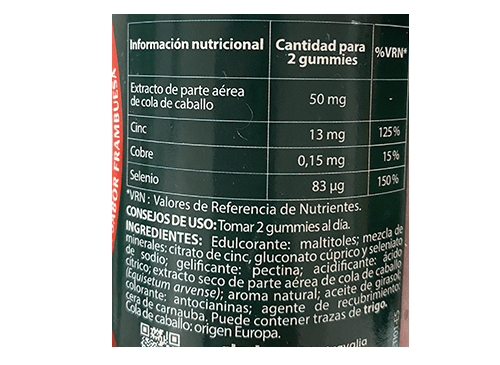 Información nutricional Cantidad para 2 gummies %VRN*
Extracto de parte aérea de cola de caballo 50 mg -
Cinc 13 mg 125%
Cobre 0,15 mg 15%
Selenio 83 µg 150%
*VRN: Valores de Referencia de Nutrientes.
CONSEJOS DE USO: Tomar 2 gummies al día.
INGREDIENTES: Edulcorante: maltitoles; mezcla de
minerales: citrato de cinc, gluconato cúprico y seleniato
de sodio; gelificante: pectina; acidificante: ácido
cítrico; extracto seco de parte aérea de cola de caballo
(Equisetum arvense); aroma natural; aceite de girasol;
colorante: antocianinas; agente de recubrimiento:
cera de carnauba. Puede contener trazas de trigo.
Cola de caballo: origen Europa.
SABOR FRAMBUESA